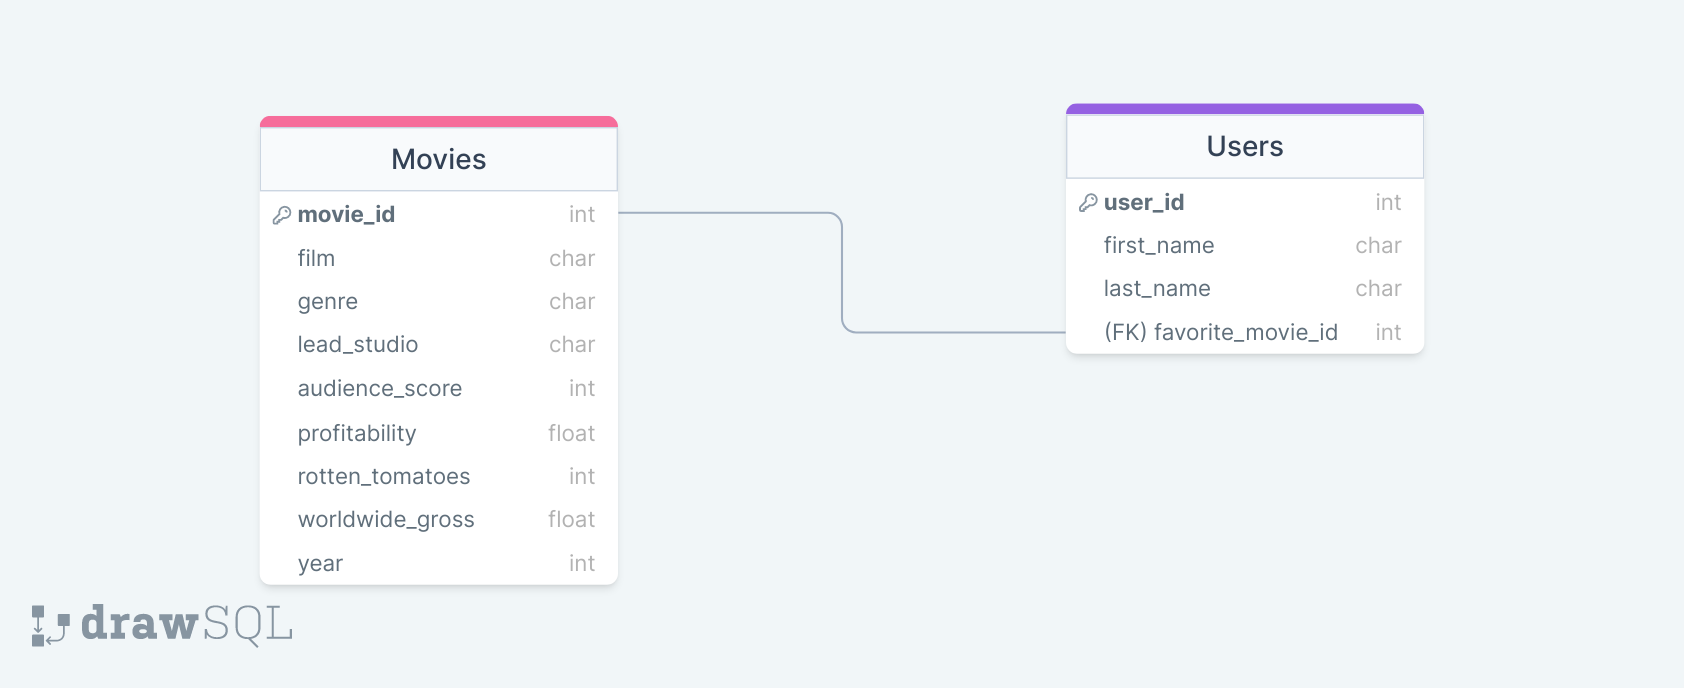 Movies
movie_id int
film char
genre char
lead_studio char
audience_score int
profitability float
rotten_tomatoes int
worldwide_gross float
year int
Users
user_id int
first_name char
last_name char
(FK) favorite_movie_id int
drawSQL